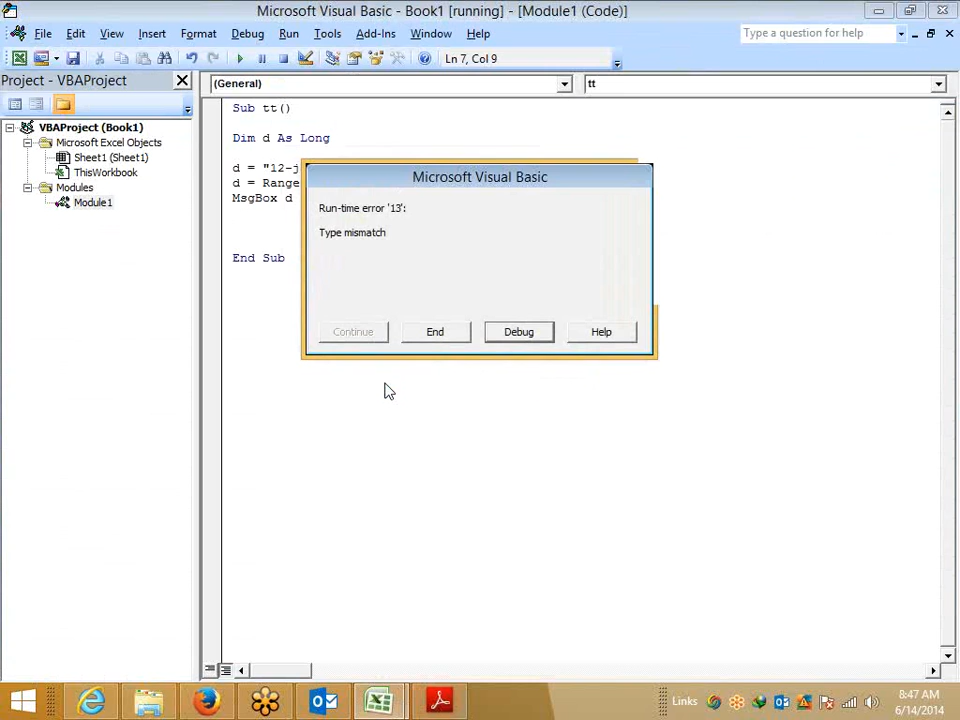 Microsoft Visual Basic - Book1 [running] - [Module1 (Code)]
File Edit View Insert Format Debug Run Tools Add-Ins Window Help
Type a question for help
Ln 7, Col 9
Project - VBAProject
(General)
tt
VBAProject (Book1)
Microsoft Excel Objects
Sheet1 (Sheet1)
ThisWorkbook
Modules
Module1
Sub tt()
Dim d As Long
d = "12-j
d = Range
MsgBox d
End Sub
Microsoft Visual Basic
Run-time error '13':
Type mismatch
Continue End Debug Help
Links
8:47 AM
6/14/2014